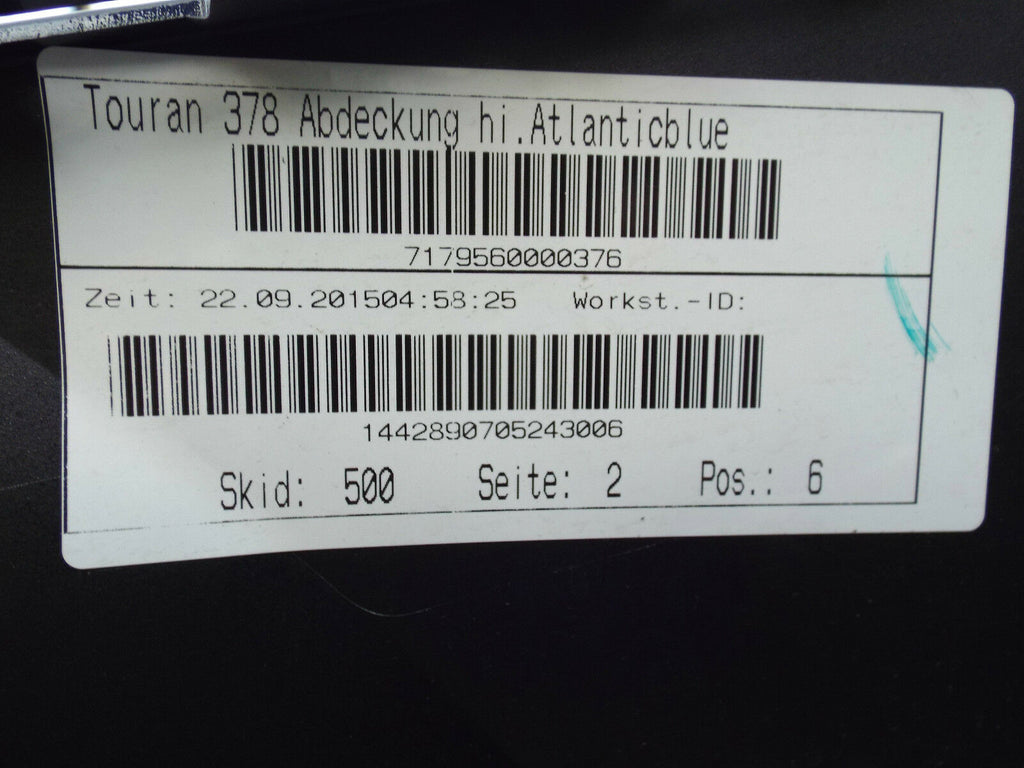 Touran 378 Abdeckung hi.Atlanticblue
7179560000376
Zeit: 22.09.201504:58:25 Workst.-ID:
1442890705243006
Skid: 500 Seite: 2 Pos.: 6